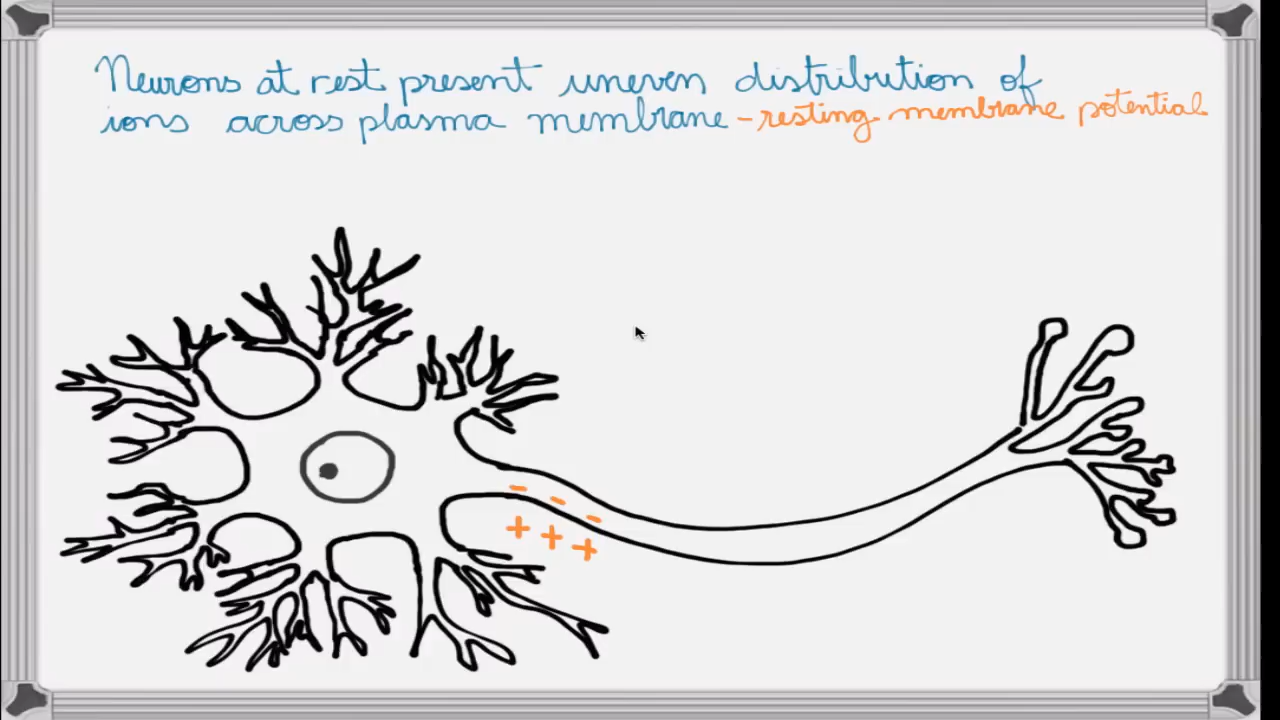 Neurons at rest present uneven distribution of
ions across plasma membrane - resting membrane potential
- - -
+ + +